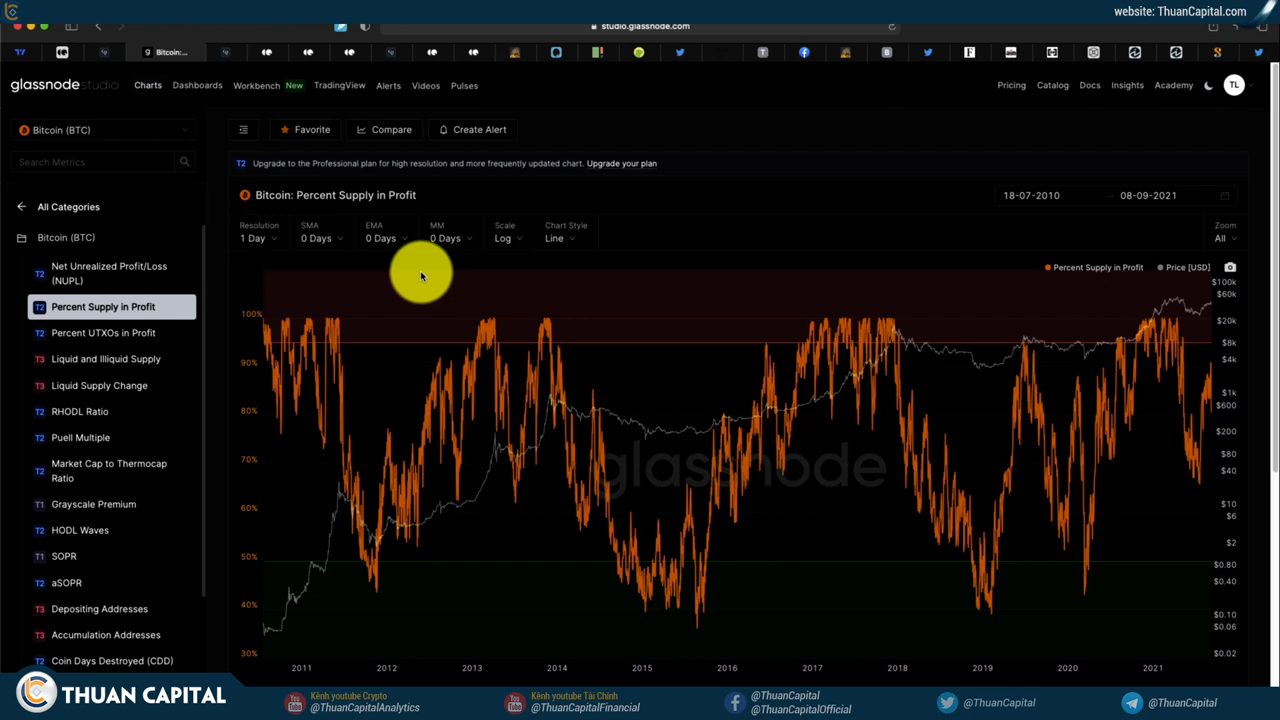 website: ThuanCapital.com
studio.glassnode.com
Bitcoin:...
glassnodestudio
Charts
Dashboards
Workbench New
TradingView
Alerts
Videos
Pulses
Pricing
Catalog
Docs
Insights
Academy
TL
Bitcoin (BTC)
Favorite
Compare
Create Alert
Search Metrics
T2 Upgrade to the Professional plan for high resolution and more frequently updated chart. Upgrade your plan
All Categories
Bitcoin: Percent Supply in Profit
18-07-2010 → 08-09-2021
Bitcoin (BTC)
Resolution
1 Day
SMA
0 Days
EMA
0 Days
MM
0 Days
Scale
Log
Chart Style
Line
Zoom
All
T2 Net Unrealized Profit/Loss
(NUPL)
T2 Percent Supply in Profit
T2 Percent UTXOs in Profit
T3 Liquid and Illiquid Supply
T3 Liquid Supply Change
T2 RHODL Ratio
T2 Puell Multiple
T2 Market Cap to Thermocap
Ratio
T1 Grayscale Premium
T2 HODL Waves
T1 SOPR
T2 aSOPR
T3 Depositing Addresses
T3 Accumulation Addresses
T2 Coin Days Destroyed (CDD)
Percent Supply in Profit
Price [USD]
100%
90%
80%
70%
60%
50%
40%
30%
$100k
$60k
$20k
$8k
$4k
$1k
$600
$200
$80
$40
$10
$6
$2
$0.80
$0.40
$0.10
$0.06
$0.02
glassnode
2011
2012
2013
2014
2015
2016
2017
2018
2019
2020
2021
THUAN CAPITAL
Kênh youtube Crypto
@ThuanCapitalAnalytics
Kênh youtube Tài Chính
@ThuanCapitalFinancial
@ThuanCapital
@ThuanCapitalOfficial
@ThuanCapital
@ThuanCapital